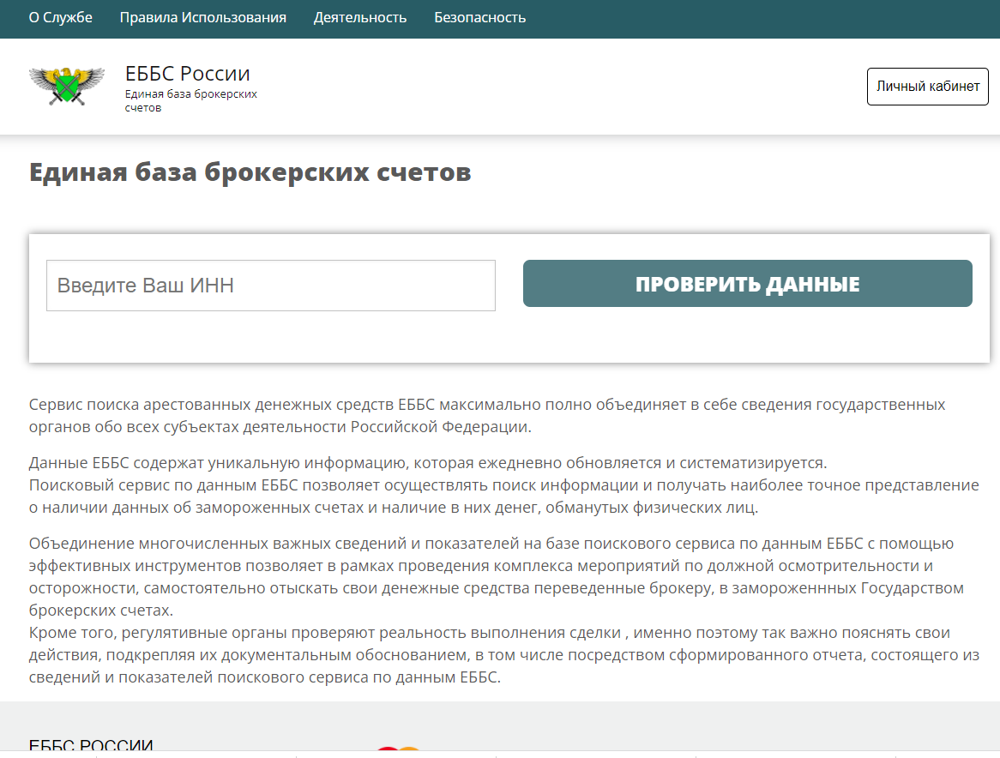 О Службе Правила Использования Деятельность Безопасность
ЕББС России
Единая база брокерских
счетов
Личный кабинет
Единая база брокерских счетов
Введите Ваш ИНН
ПРОВЕРИТЬ ДАННЫЕ
Сервис поиска арестованных денежных средств ЕББС максимально полно объединяет в себе сведения государственных
органов обо всех субъектах деятельности Российской Федерации.
Данные ЕББС содержат уникальную информацию, которая ежедневно обновляется и систематизируется.
Поисковый сервис по данным ЕББС позволяет осуществлять поиск информации и получать наиболее точное представление
о наличии данных об замороженных счетах и наличие в них денег, обманутых физических лиц.
Объединение многочисленных важных сведений и показателей на базе поискового сервиса по данным ЕББС с помощью
эффективных инструментов позволяет в рамках проведения комплекса мероприятий по должной осмотрительности и
осторожности, самостоятельно отыскать свои денежные средства переведенные брокеру, в замороженнных Государством
брокерских счетах.
Кроме того, регулятивные органы проверяют реальность выполнения сделки , именно поэтому так важно пояснять свои
действия, подкрепляя их документальным обоснованием, в том числе посредством сформированного отчета, состоящего из
сведений и показателей поискового сервиса по данным ЕББС.
ЕББС РОССИИ